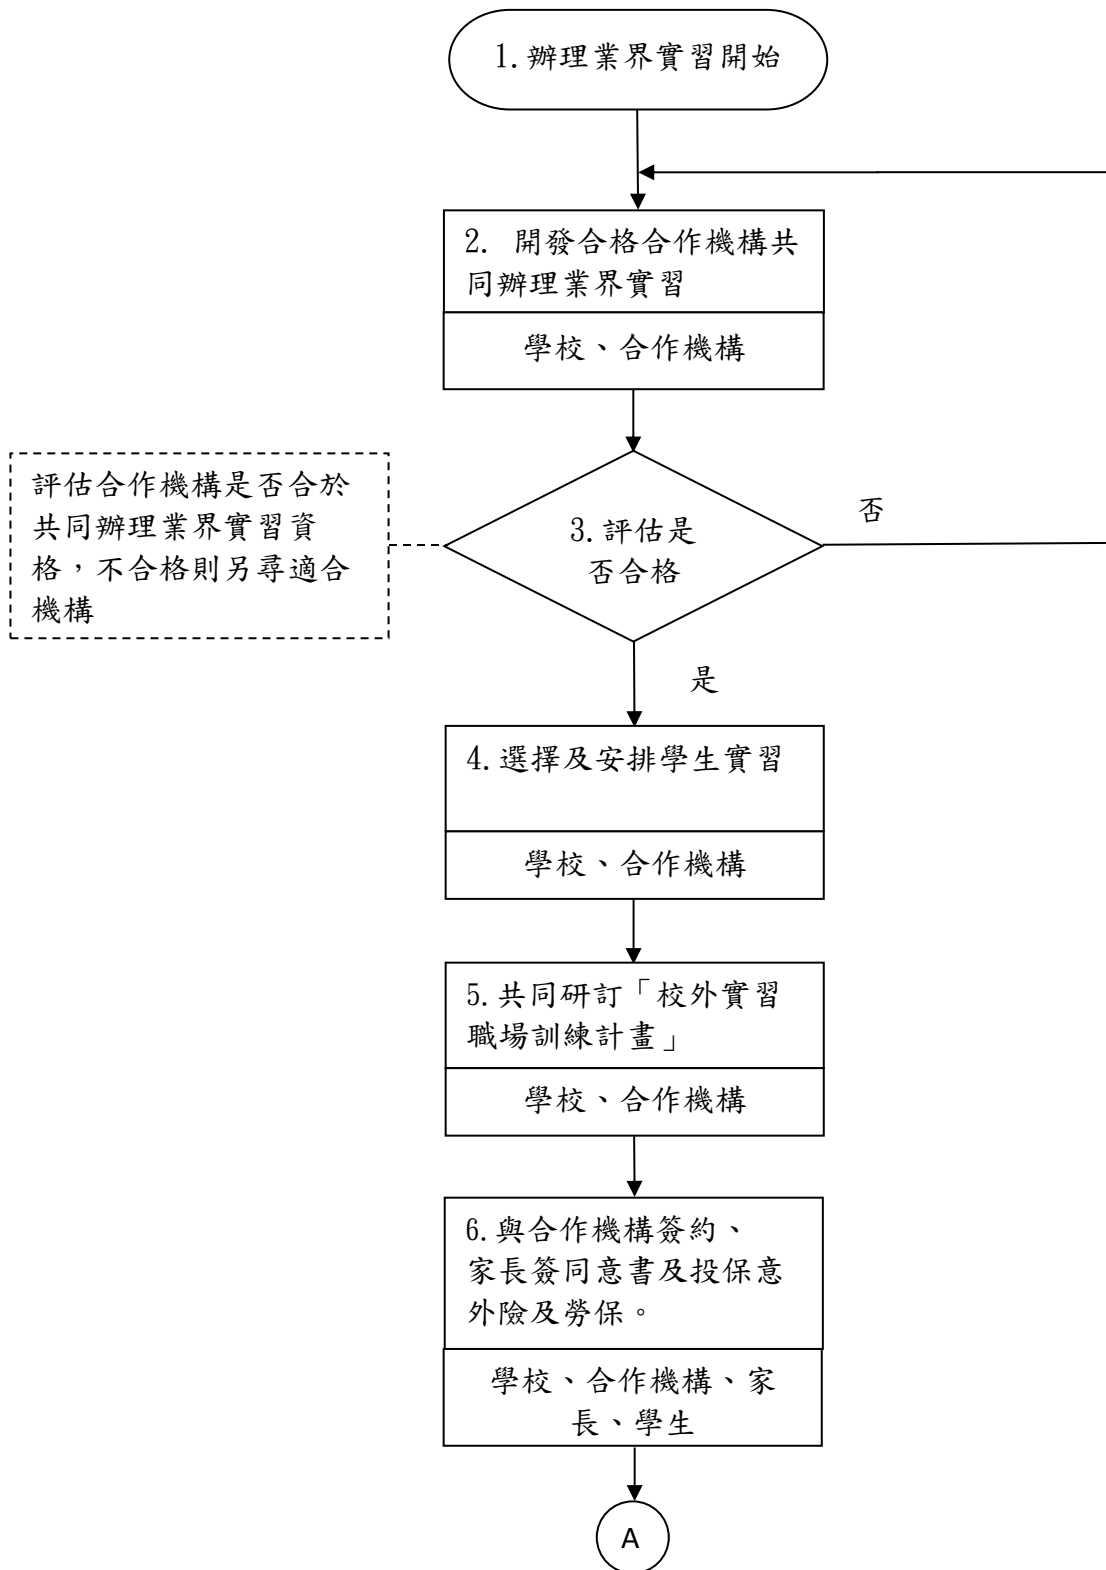 1.辦理業界實習開始
2. 開發合格合作機構共
同辦理業界實習
學校、合作機構
評估合作機構是否合於
共同辦理業界實習資
格，不合格則另尋適合
機構
3.評估是
否合格
否
是
4.選擇及安排學生實習
學校、合作機構
5.共同研訂「校外實習
職場訓練計畫」
學校、合作機構
6.與合作機構簽約、
家長簽同意書及投保意
外險及勞保。
學校、合作機構、家
長、學生
A